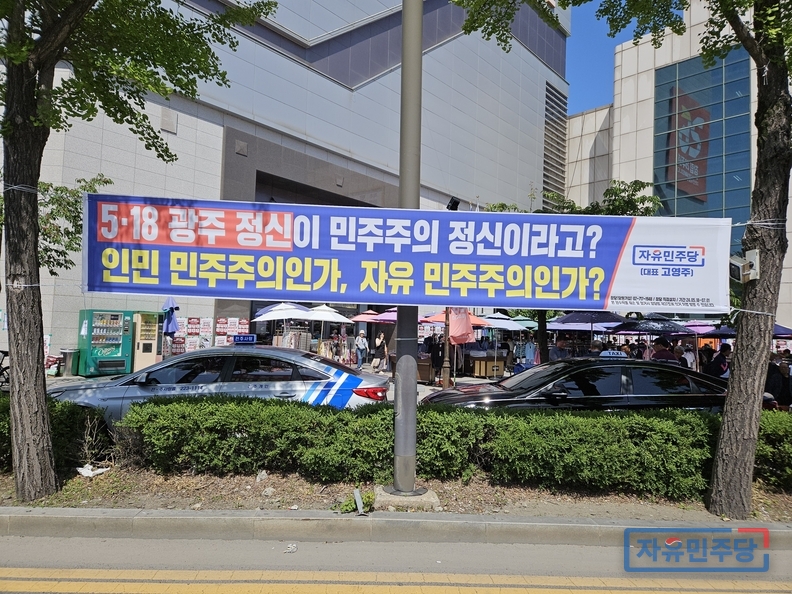 5·18 광주 정신이 민주주의 정신이라고?
인민 민주주의인가, 자유 민주주의인가?
자유민주당
(대표 고영주)
TAXI
자유민주당